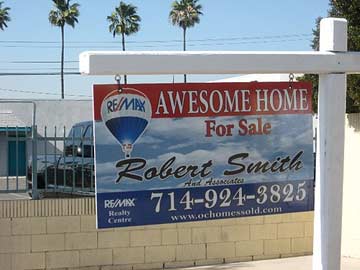 AWESOME HOME
RE/MAX
For Sale
Robert Smith
And Associates
RE/MAX
Realty
Centre
714-924-3825
www.ochomessold.com